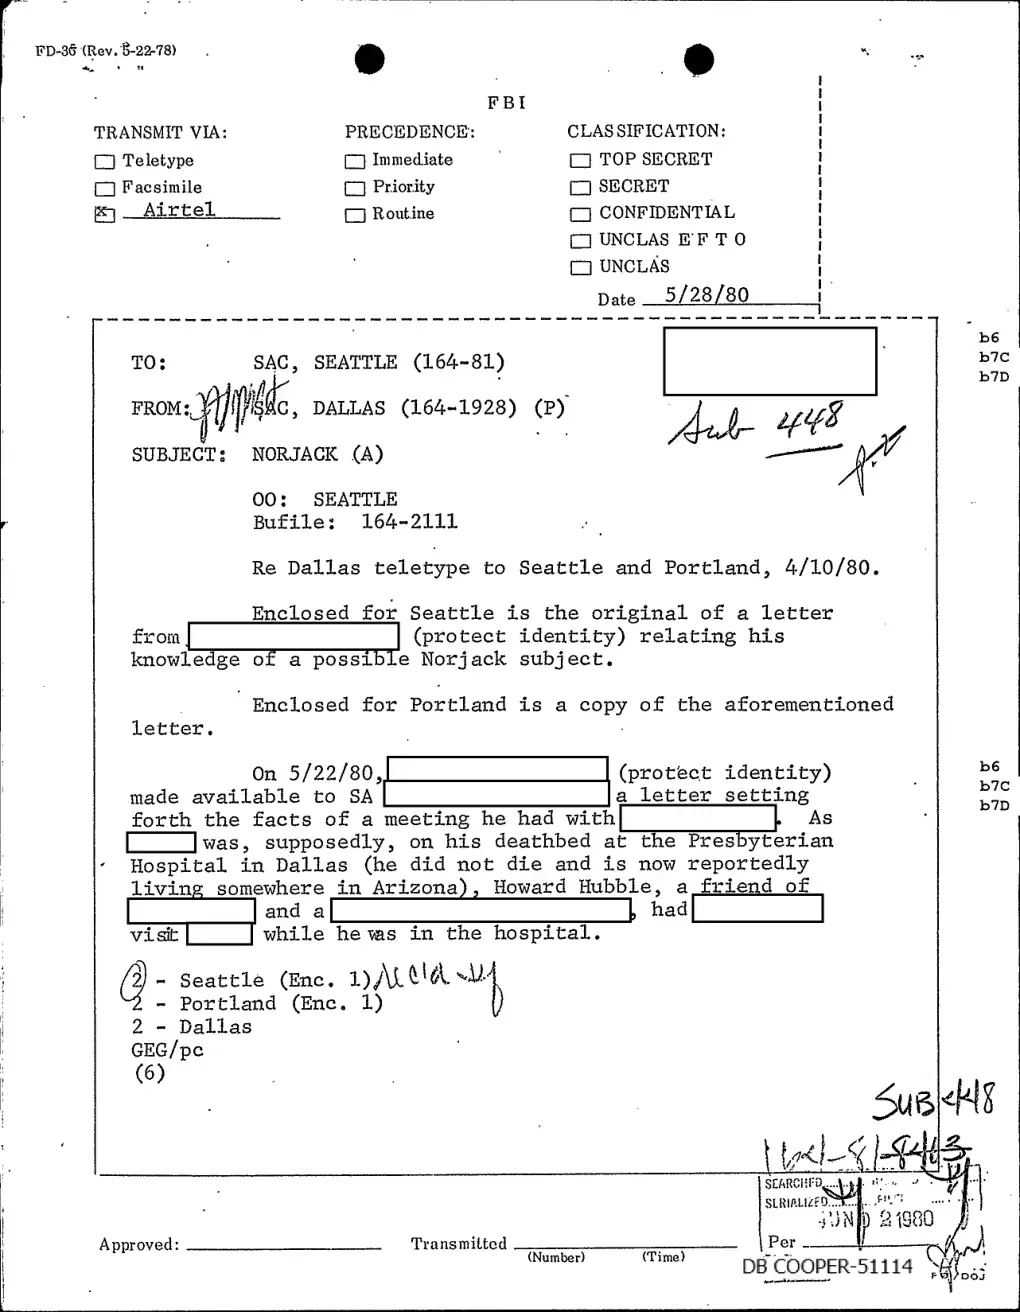 FD-36 (Rev. 5-22-78)
FBI
TRANSMIT VIA:
Teletype
Facsimile
Airtel
PRECEDENCE:
Immediate
Priority
Routine
CLASSIFICATION:
TOP SECRET
SECRET
CONFIDENTIAL
UNCLAS E F T O
UNCLAS
Date 5/28/80
b6
b7C
b7D
TO: SAC, SEATTLE (164-81)
FROM: SAC, DALLAS (164-1928) (P)
Sub 448
SUBJECT: NORJACK (A)
OO: SEATTLE
Bufile: 164-2111
Re Dallas teletype to Seattle and Portland, 4/10/80.
Enclosed for Seattle is the original of a letter
from (protect identity) relating his
knowledge of a possible Norjack subject.
Enclosed for Portland is a copy of the aforementioned
letter.
On 5/22/80, (protect identity)
made available to SA a letter setting
forth the facts of a meeting he had with . As
was, supposedly, on his deathbed at the Presbyterian
Hospital in Dallas (he did not die and is now reportedly
living somewhere in Arizona), Howard Hubble, a friend of
and a , had
visit while he was in the hospital.
b6
b7C
b7D
2 - Seattle (Enc. 1)
2 - Portland (Enc. 1)
2 - Dallas
GEG/pc
(6)
SUB 448
SEARCHED
SERIALIZED
JUN 2 1980
Approved:
Transmitted
(Number) (Time)
Per
DB COOPER-51114
FBI/DOJ